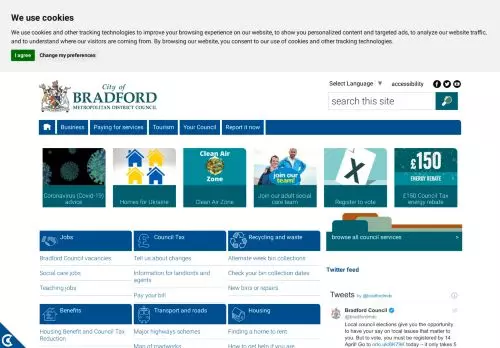 We use cookies
We use cookies and other tracking technologies to improve your browsing experience on our website, to show you personalized content and targeted ads, to analyze our website traffic,
and to understand where our visitors are coming from. By browsing our website, you consent to our use of cookies and other tracking technologies.
I agree Change my preferences
City of
BRADFORD
METROPOLITAN DISTRICT COUNCIL
Select Language ▼ accessibility
search this site
Business Paying for services Tourism Your Council Report it now
Clean Air
Zone
join our
team!
£150
ENERGY REBATE
Coronavirus (Covid-19)
advice
Homes for Ukraine
Clean Air Zone
Join our adult social
care team
Register to vote
£150 Council Tax
energy rebate
Jobs
Bradford Council vacancies
Social care jobs
Teaching jobs
Council Tax
Tell us about changes
Information for landlords and
agents
Pay your bill
Recycling and waste
Alternate week bin collections
Check your bin collection dates
New bins or repairs
browse all council services >
Twitter feed
Tweets by @bradfordmdc
Bradford Council
@bradfordmdc
Local council elections give you the opportunity
to have your say on local issues that matter to
you. But to vote, you must be registered by 14
today – it only takes 5
Benefits
Housing Benefit and Council Tax
Reduction
Transport and roads
Major highways schemes
Map of roadworks
Housing
Finding a home to rent
How to get help if you are